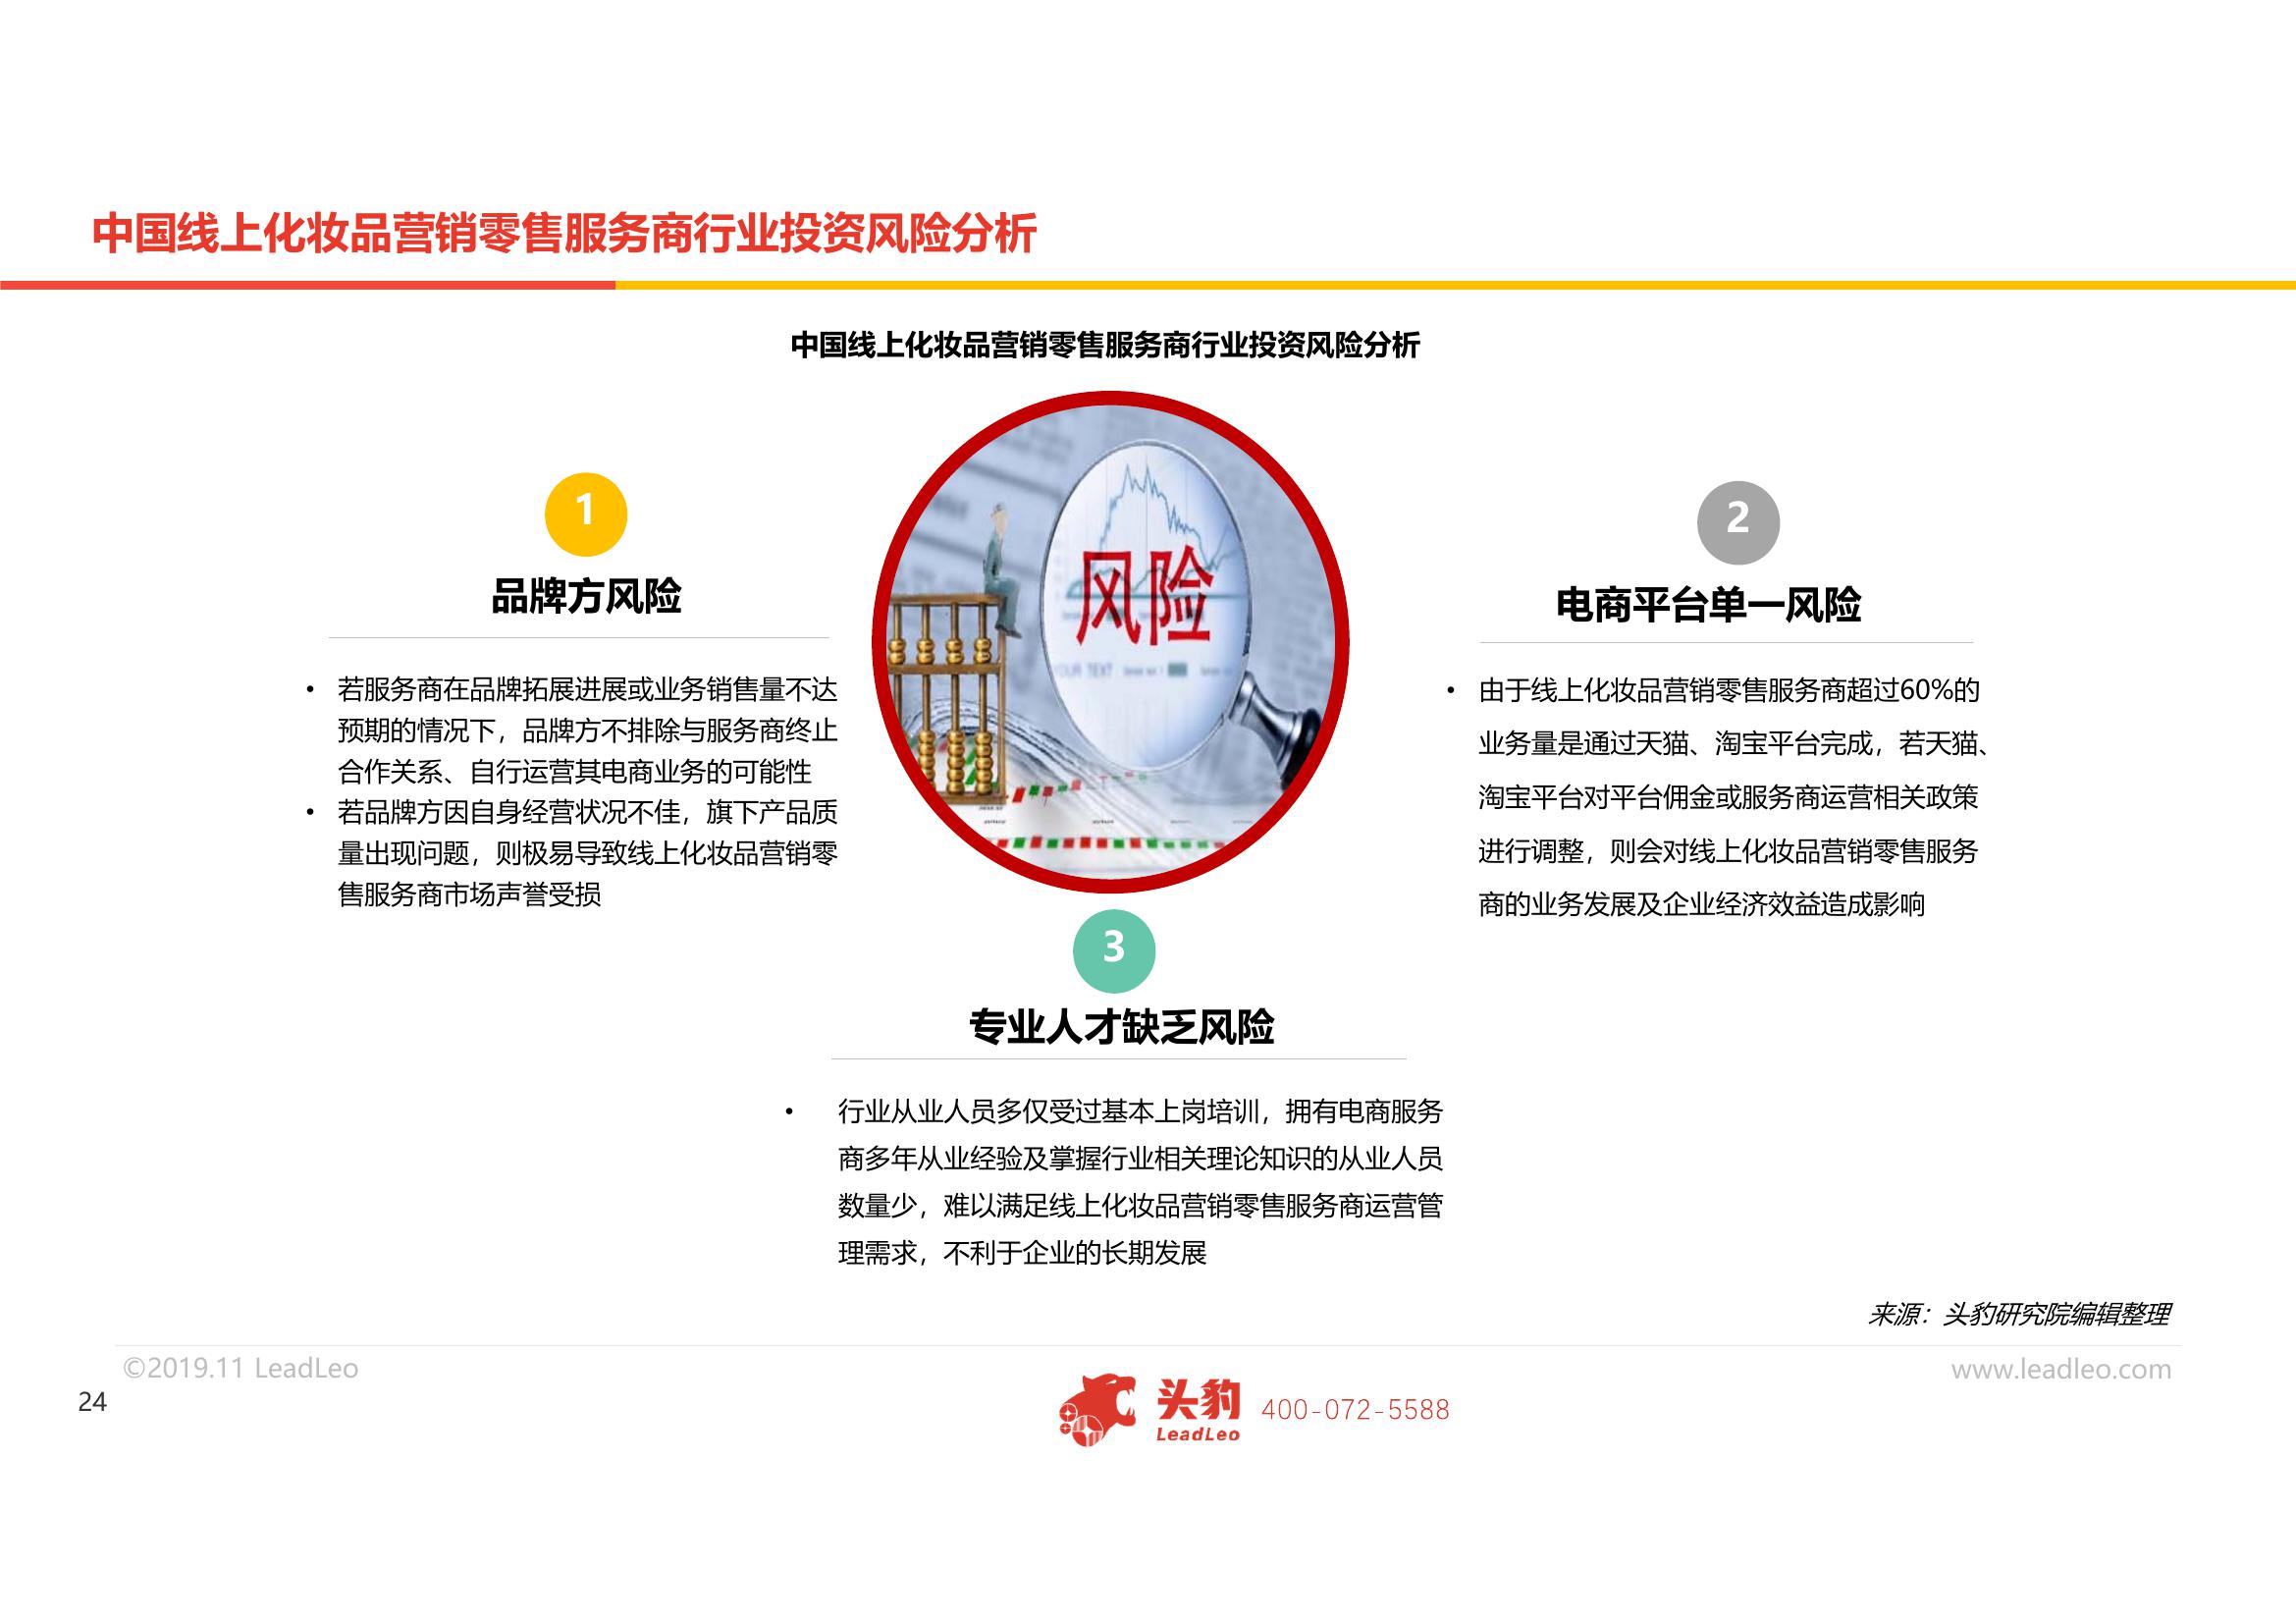 中国线上化妆品营销零售服务商行业投资风险分析
中国线上化妆品营销零售服务商行业投资风险分析
1
品牌方风险
• 若服务商在品牌拓展进展或业务销售量不达
预期的情况下，品牌方不排除与服务商终止
合作关系、自行运营其电商业务的可能性
• 若品牌方因自身经营状况不佳，旗下产品质
量出现问题，则极易导致线上化妆品营销零
售服务商市场声誉受损
风险
YOUR TEXT
2
电商平台单一风险
• 由于线上化妆品营销零售服务商超过60%的
业务量是通过天猫、淘宝平台完成，若天猫、
淘宝平台对平台佣金或服务商运营相关政策
进行调整，则会对线上化妆品营销零售服务
商的业务发展及企业经济效益造成影响
3
专业人才缺乏风险
• 行业从业人员多仅受过基本上岗培训，拥有电商服务
商多年从业经验及掌握行业相关理论知识的从业人员
数量少，难以满足线上化妆品营销零售服务商运营管
理需求，不利于企业的长期发展
来源：头豹研究院编辑整理
©2019.11 LeadLeo
www.leadleo.com
24
头豹
LeadLeo
400-072-5588